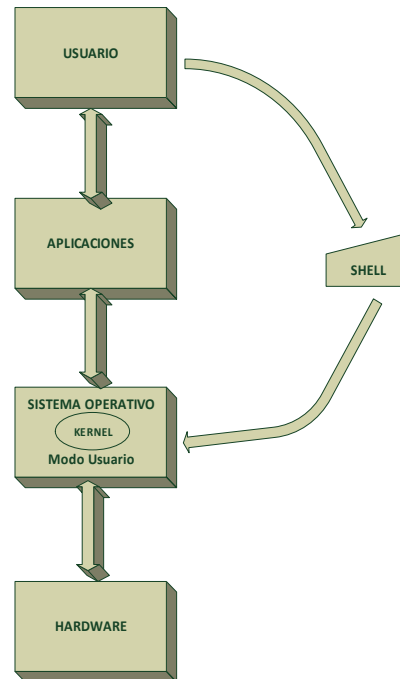 USUARIO
APLICACIONES
SHELL
SISTEMA OPERATIVO
KERNEL
Modo Usuario
HARDWARE